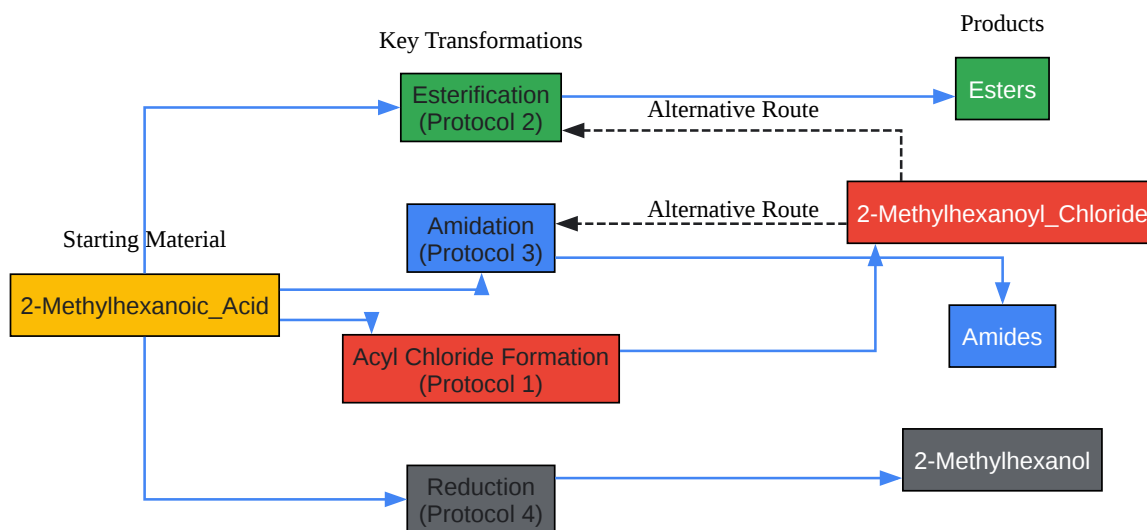 Products
Key Transformations
Esterification
(Protocol 2)
Esters
Alternative Route
2-Methylhexanoyl_Chloride
Alternative Route
Amidation
(Protocol 3)
Starting Material
2-Methylhexanoic_Acid
Amides
Acyl Chloride Formation
(Protocol 1)
2-Methylhexanol
Reduction
(Protocol 4)